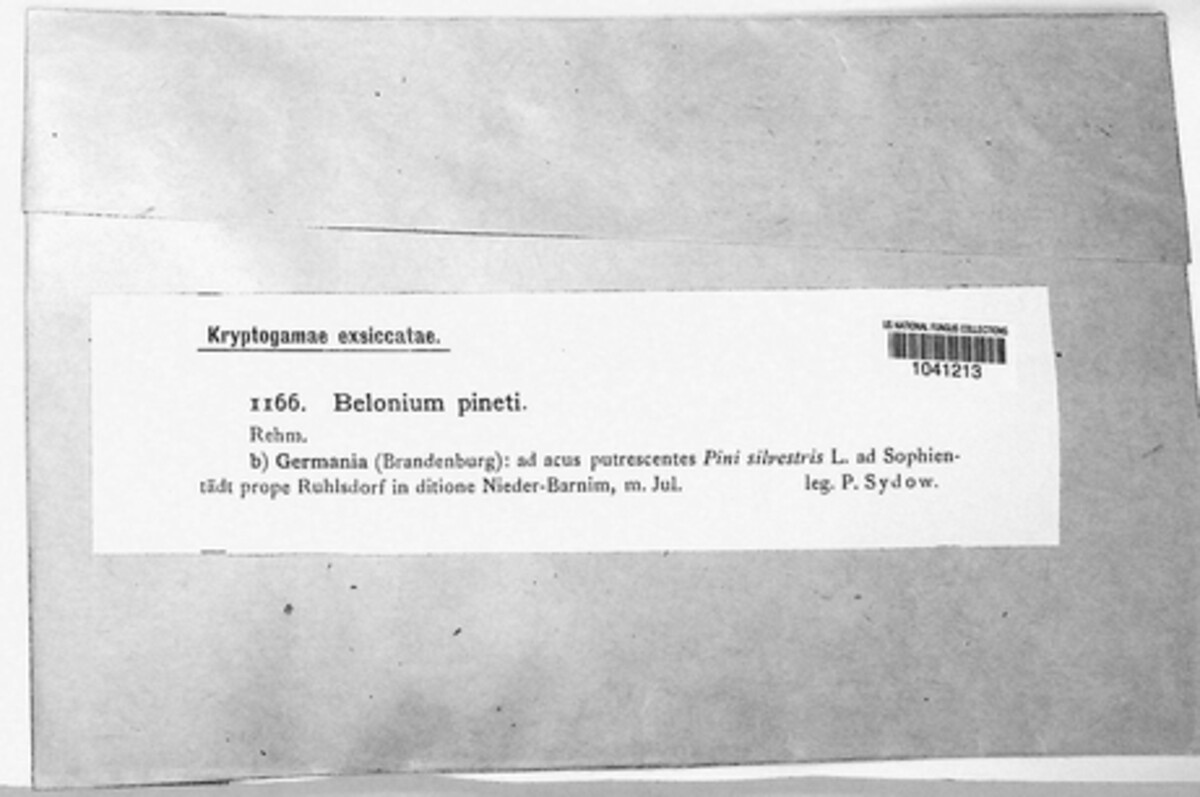 Kryptogamae exsiccatae.
US NATIONAL FUNGUS COLLECTIONS
1041213
1166. Belonium pineti.
Rehm.
b) Germania (Brandenburg): ad acus putrescentes Pini silvestris L. ad Sophien-
tädt prope Ruhlsdorf in ditione Nieder-Barnim, m. Jul. leg. P. Sydow.